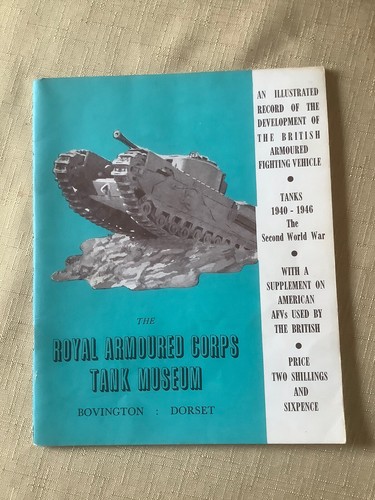 AN ILLUSTRATED
RECORD OF THE
DEVELOPMENT OF
THE BRITISH
ARMOURED
FIGHTING VEHICLE
●
TANKS
1940 - 1946
The
Second World War
●
WITH A
SUPPLEMENT ON
AMERICAN
AFVs USED BY
THE BRITISH
●
PRICE
TWO SHILLINGS
AND
SIXPENCE
THE
ROYAL ARMOURED CORPS
TANK MUSEUM
BOVINGTON : DORSET